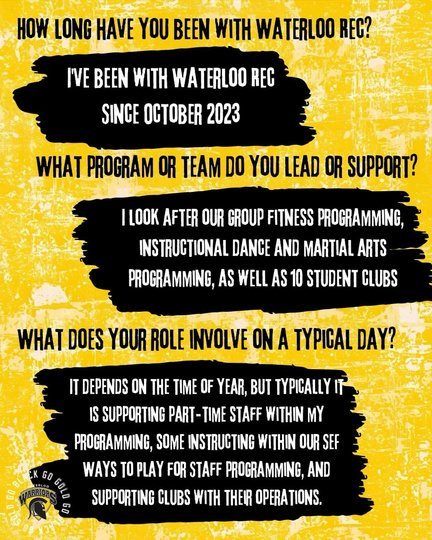 HOW LONG HAVE YOU BEEN WITH WATERLOO REC?
I'VE BEEN WITH WATERLOO REC
SINCE OCTOBER 2023
WHAT PROGRAM OR TEAM DO YOU LEAD OR SUPPORT?
I LOOK AFTER OUR GROUP FITNESS PROGRAMMING,
INSTRUCTIONAL DANCE AND MARTIAL ARTS
PROGRAMMING, AS WELL AS 10 STUDENT CLUBS
WHAT DOES YOUR ROLE INVOLVE ON A TYPICAL DAY?
IT DEPENDS ON THE TIME OF YEAR, BUT TYPICALLY IT
IS SUPPORTING PART-TIME STAFF WITHIN MY
PROGRAMMING, SOME INSTRUCTING WITHIN OUR SEF
WAYS TO PLAY FOR STAFF PROGRAMMING, AND
SUPPORTING CLUBS WITH THEIR OPERATIONS.
GO GOLD GO
WARRIORS